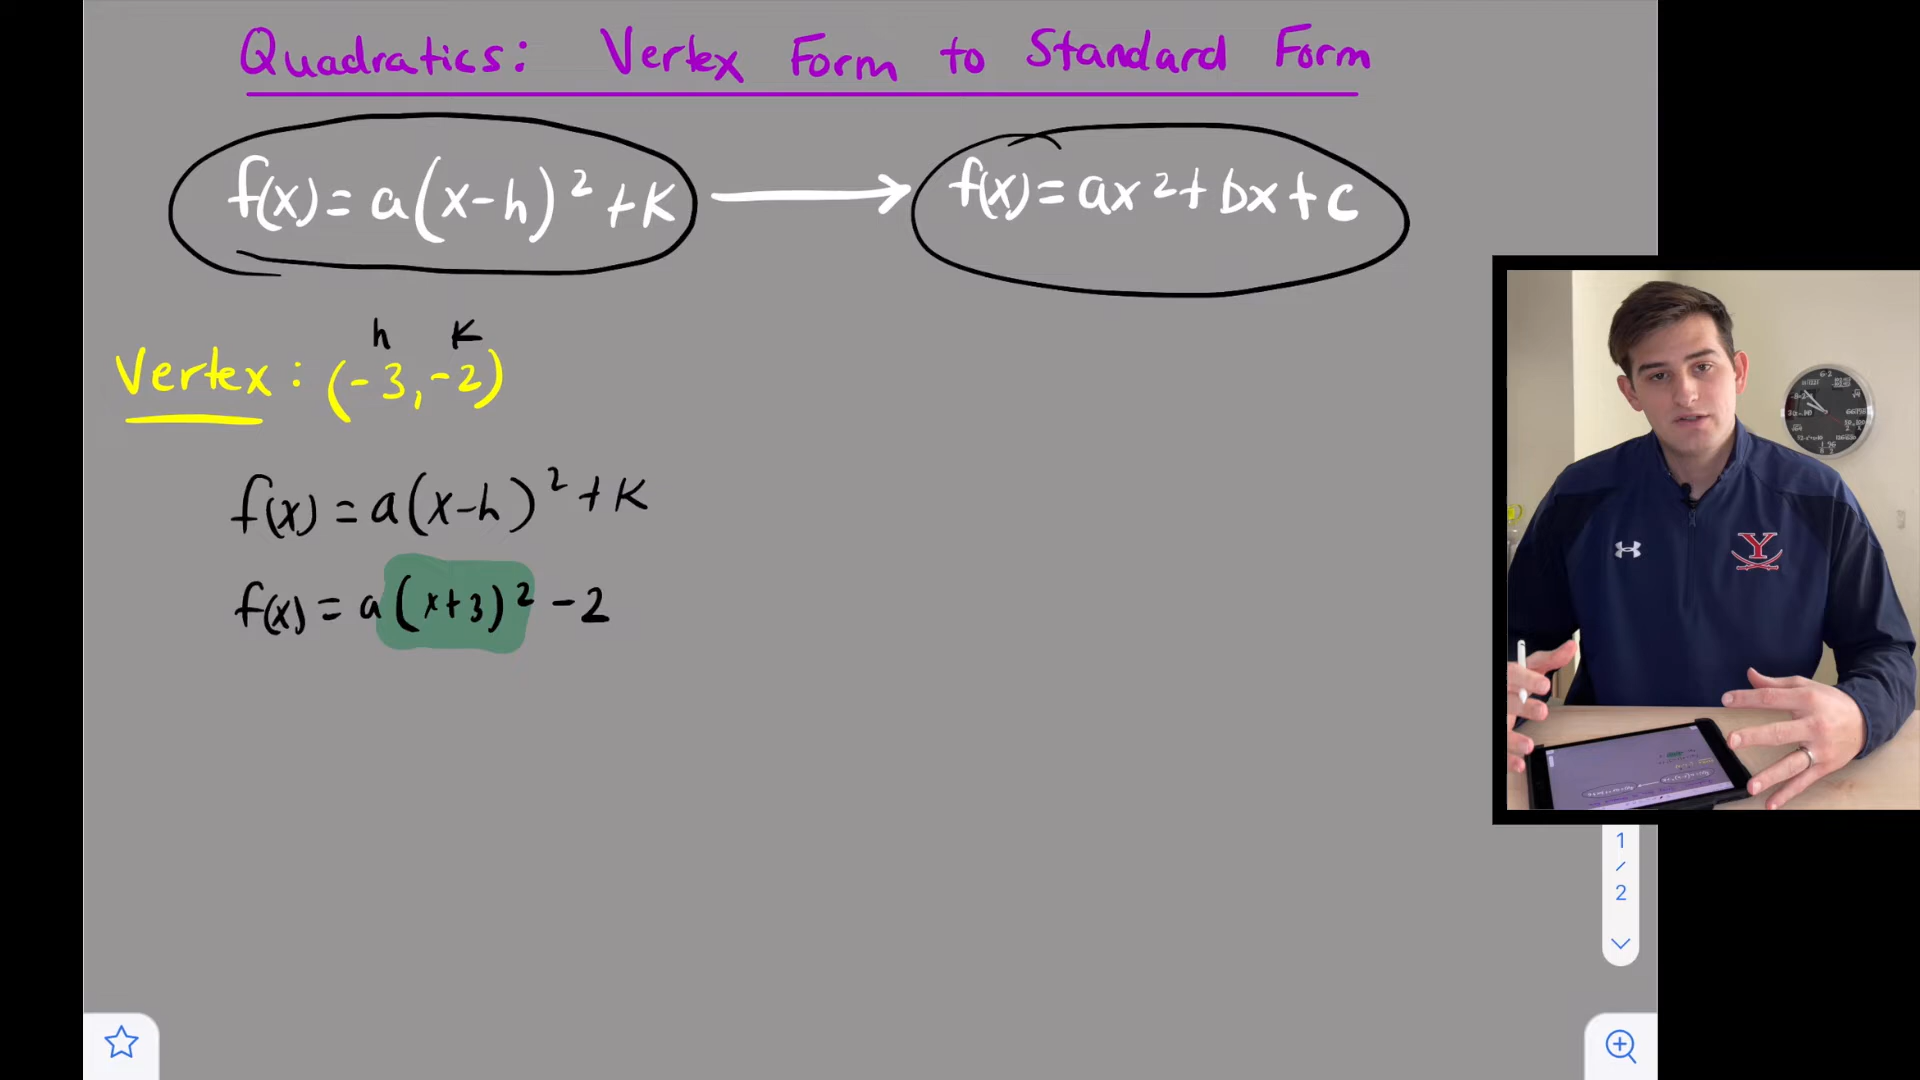 Quadratics: Vertex Form to Standard Form
f(x) = a(x-h)² + K → f(x) = ax² + bx + c
h K
Vertex: (-3, -2)
f(x) = a(x-h)² + K
f(x) = a(x+3)² - 2
Y
1
/
2